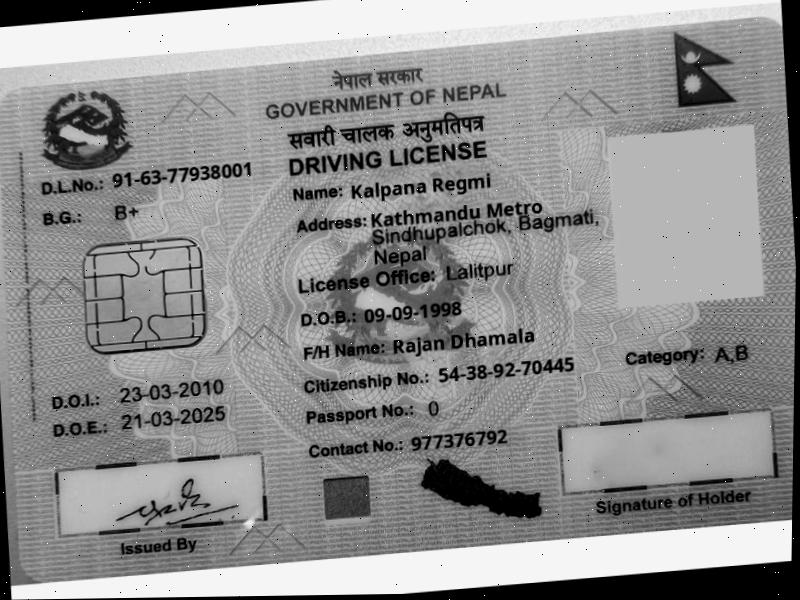 नेपाल सरकार
GOVERNMENT OF NEPAL
सवारी चालक अनुमतिपत्र
DRIVING LICENSE
D.L.No.: 91-63-77938001
B.G.: B+
Name: Kalpana Regmi
Address: Kathmandu Metro
Sindhupalchok, Bagmati,
Nepal
License Office: Lalitpur
D.O.B.: 09-09-1998
F/H Name: Rajan Dhamala
Citizenship No.: 54-38-92-70445
Category: A,B
D.O.I.: 23-03-2010
Passport No.: 0
D.O.E.: 21-03-2025
Contact No.: 977376792
Issued By
Signature of Holder